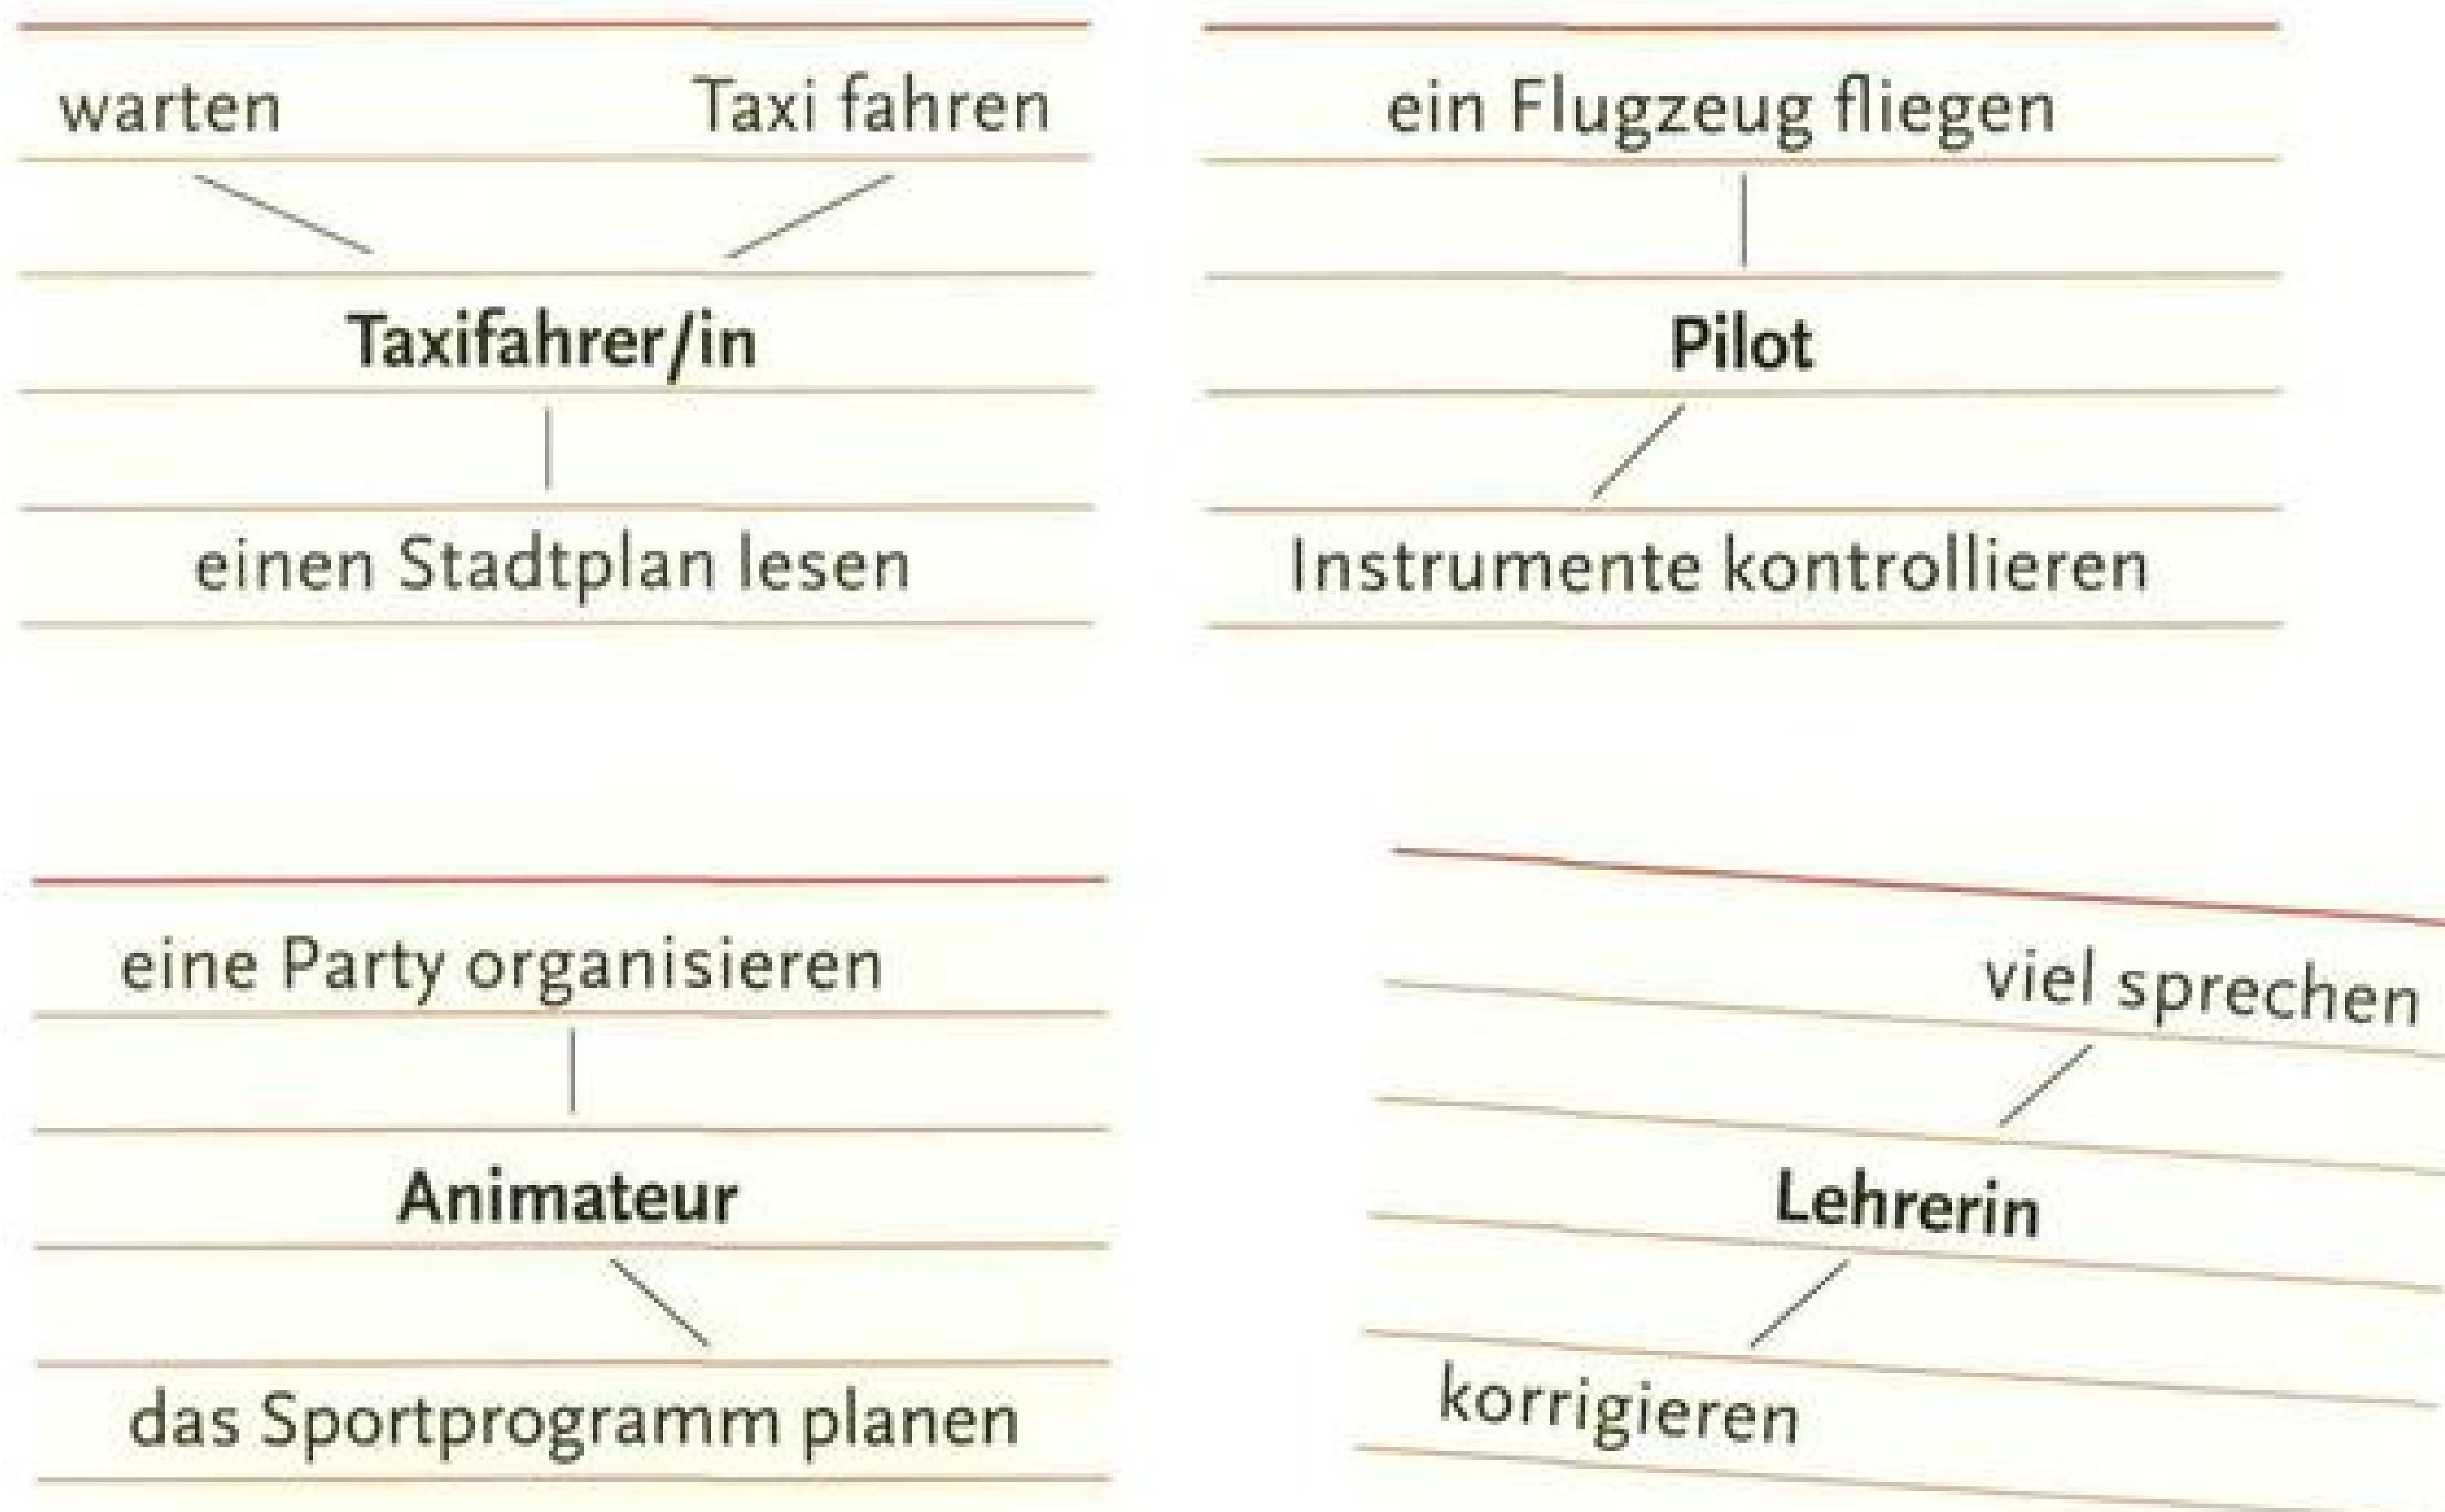 warten Taxi fahren
Taxifahrer/in
einen Stadtplan lesen
ein Flugzeug fliegen
Pilot
Instrumente kontrollieren
eine Party organisieren
Animateur
das Sportprogramm planen
viel sprechen
Lehrerin
korrigieren